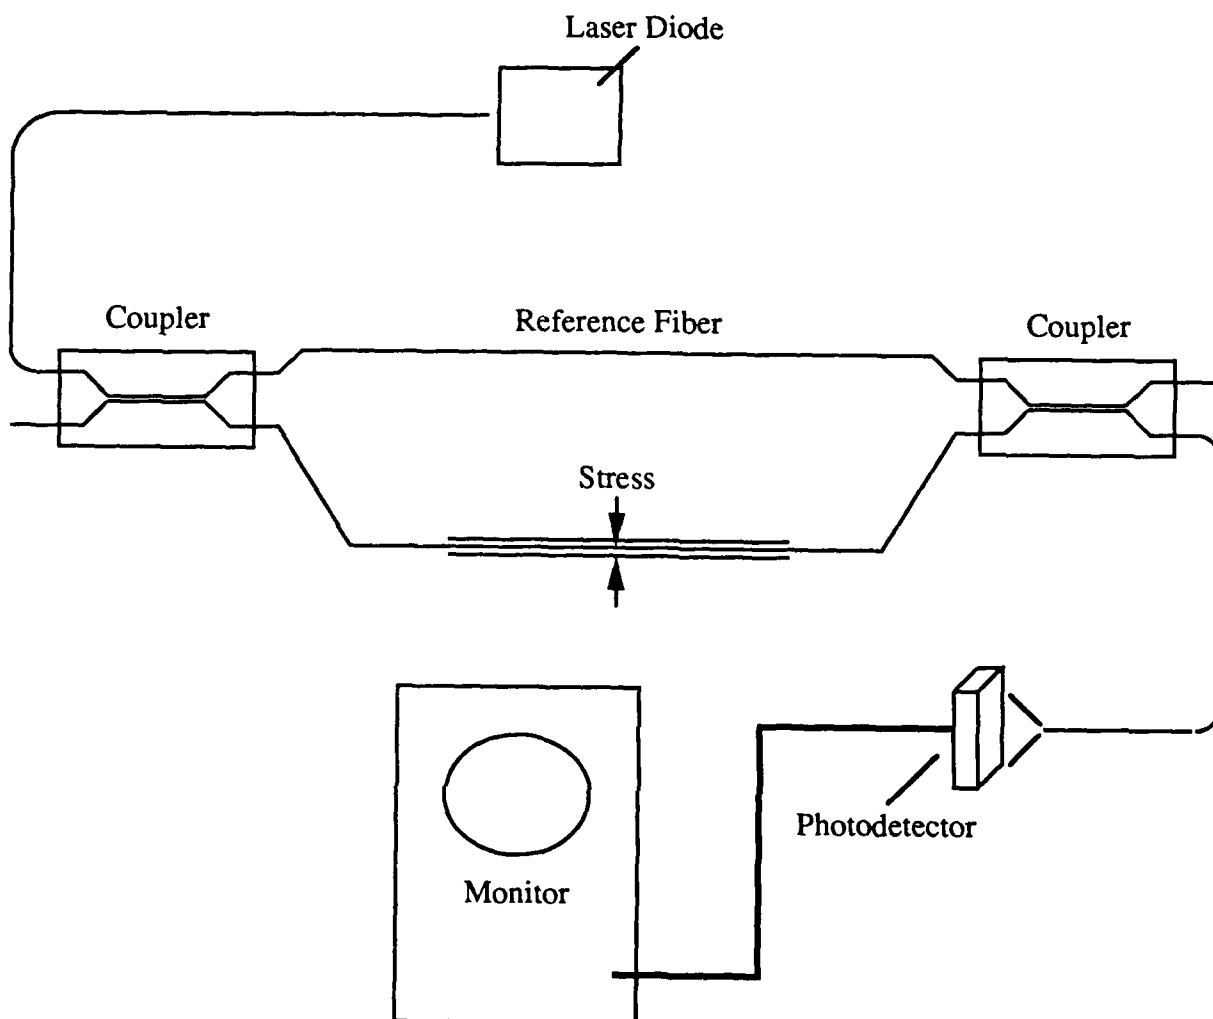 Laser Diode
Coupler
Reference Fiber
Coupler
Stress
Photodetector
Monitor